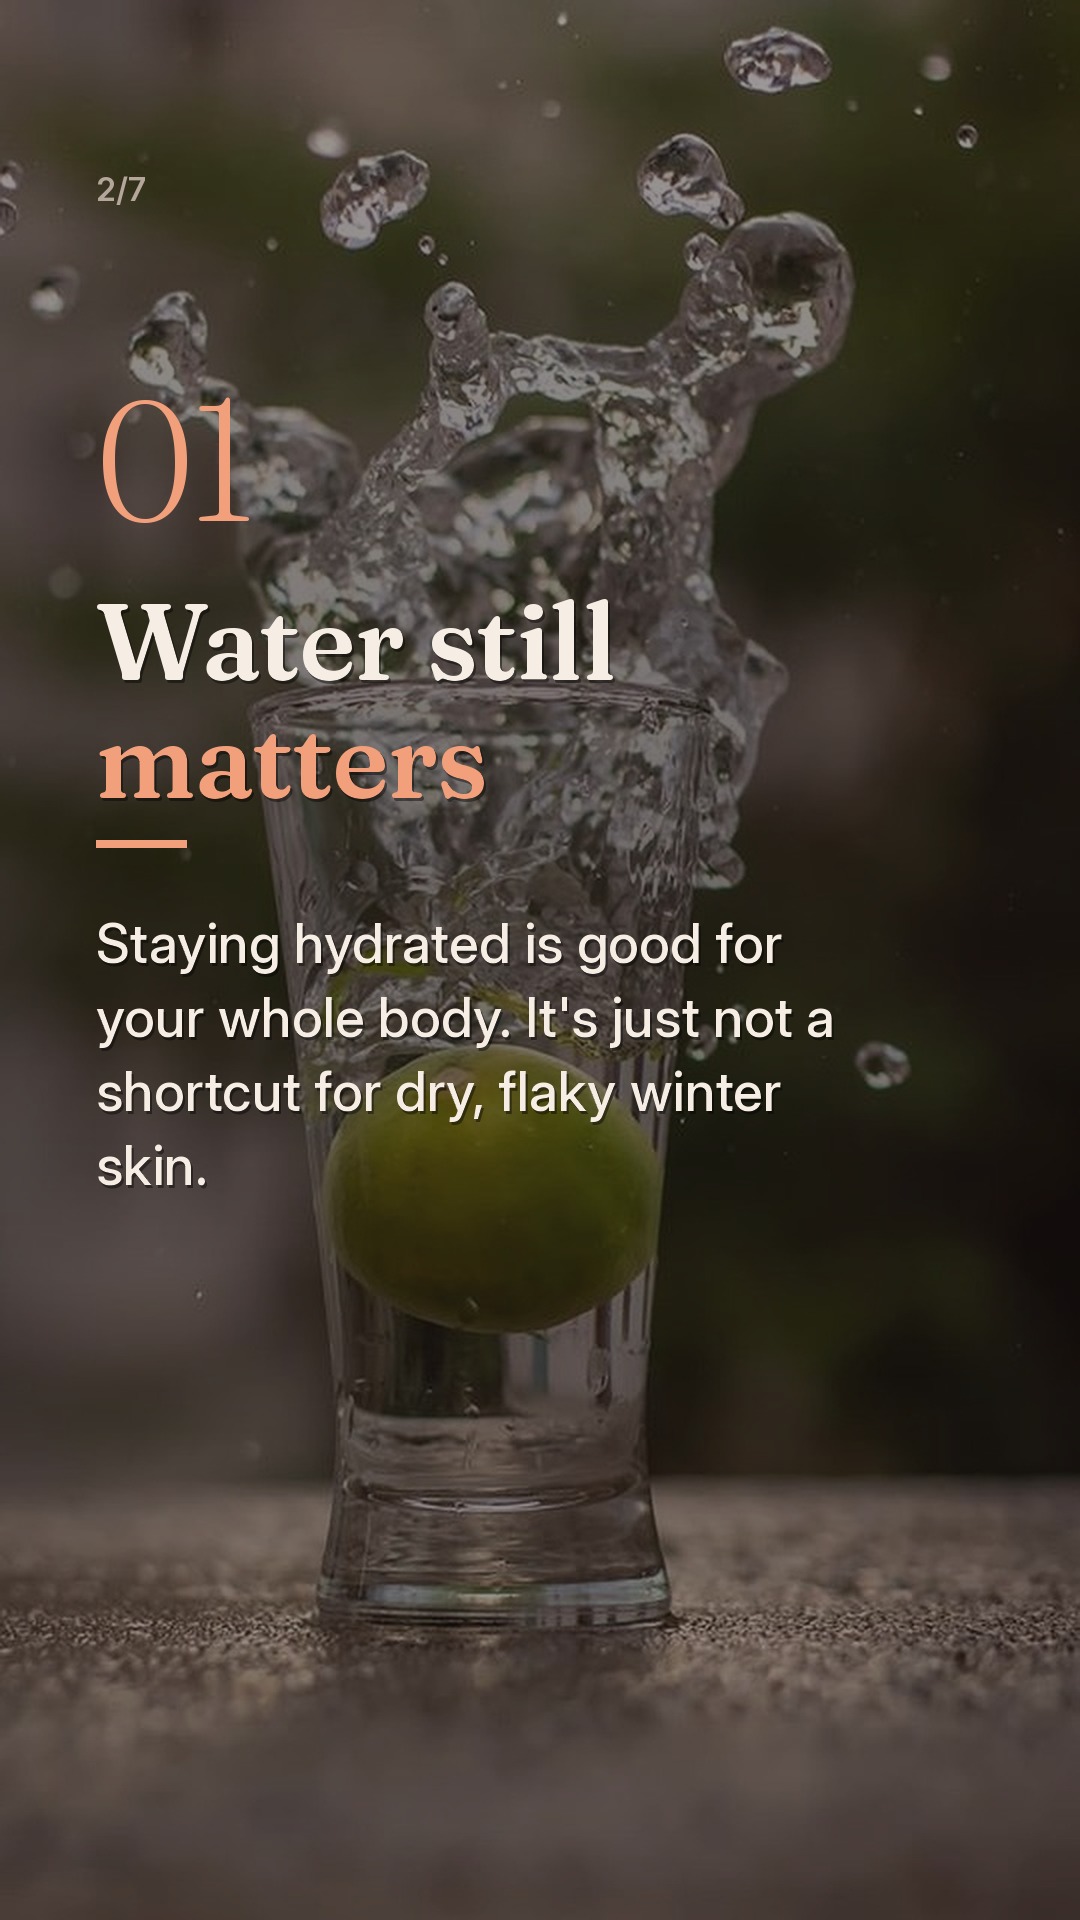 2/7
01
Water still
matters
Staying hydrated is good for
your whole body. It's just not a
shortcut for dry, flaky winter
skin.